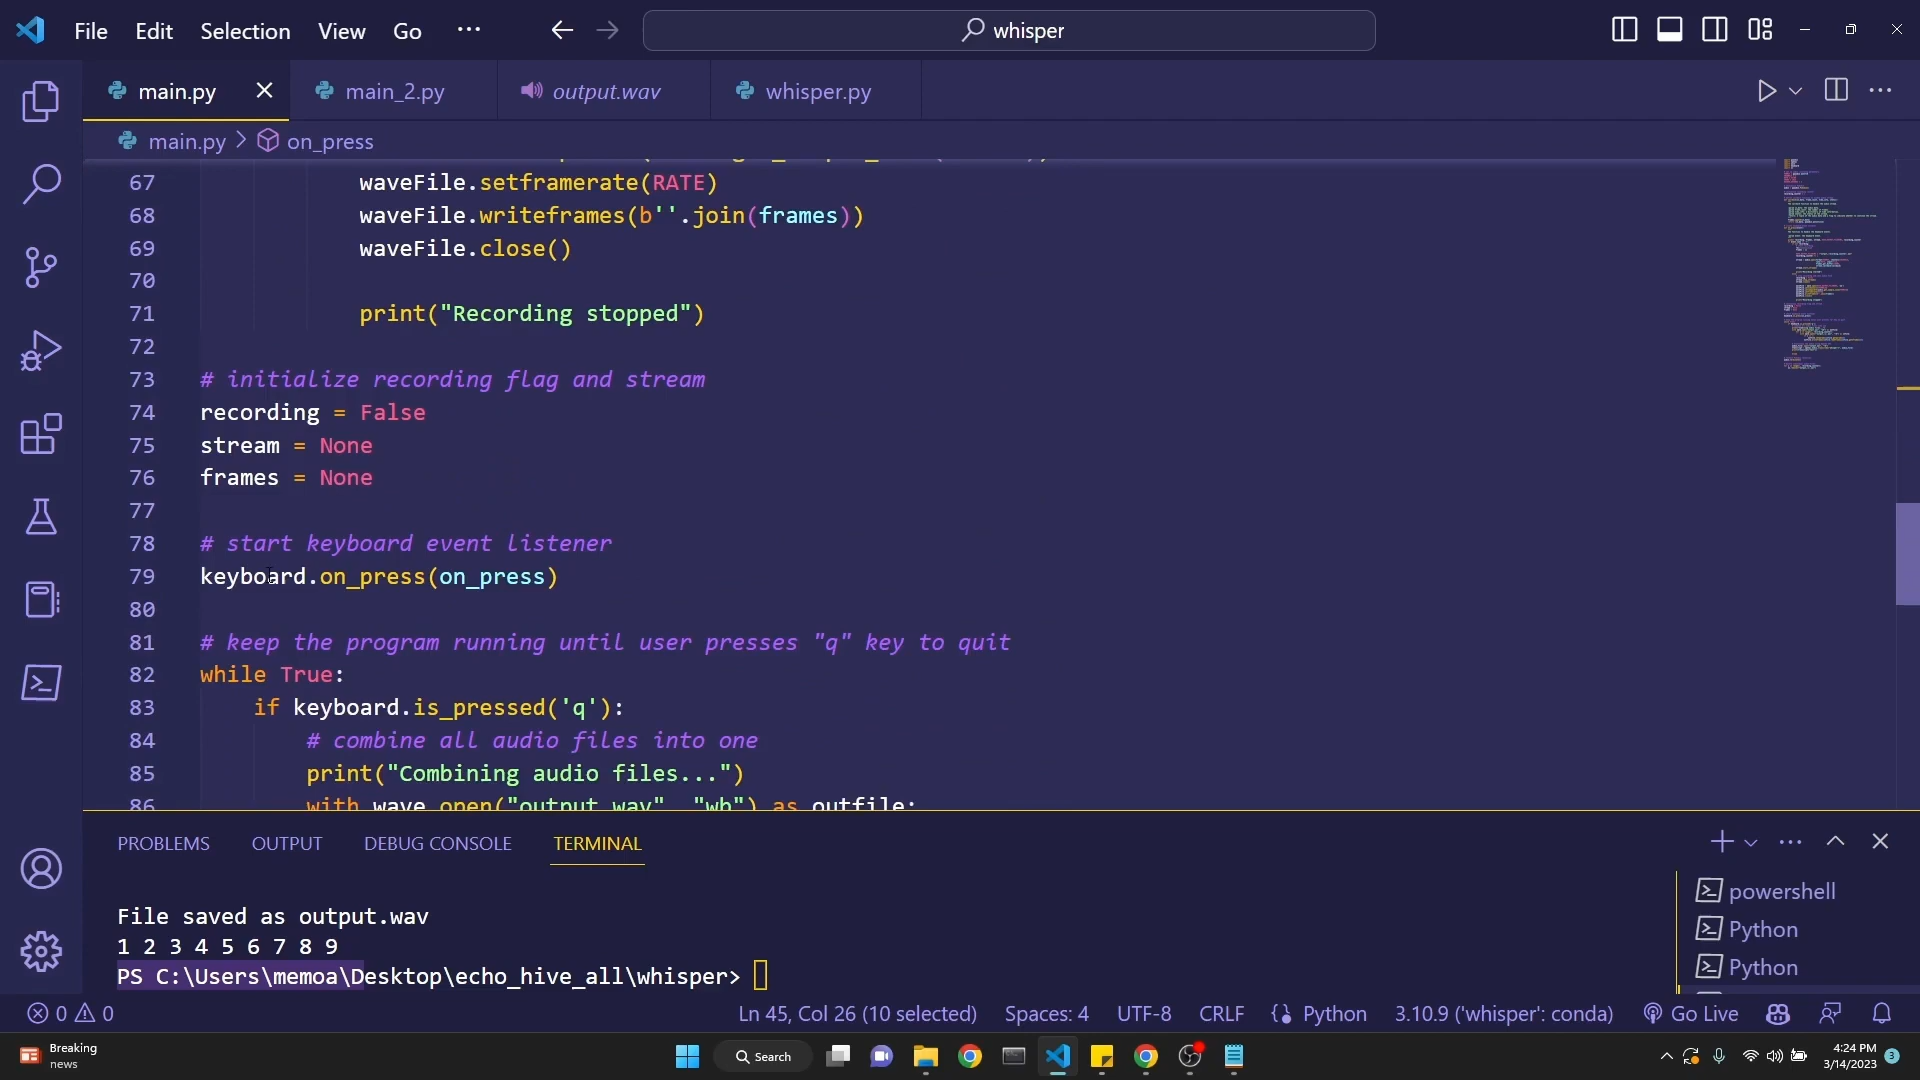 File Edit Selection View Go ··· whisper
main.py main_2.py output.wav whisper.py
main.py > on_press
67 waveFile.setframerate(RATE)
68 waveFile.writeframes(b''.join(frames))
69 waveFile.close()
70
71 print("Recording stopped")
72
73 # initialize recording flag and stream
74 recording = False
75 stream = None
76 frames = None
77
78 # start keyboard event listener
79 keyboard.on_press(on_press)
80
81 # keep the program running until user presses "q" key to quit
82 while True:
83 if keyboard.is_pressed('q'):
84 # combine all audio files into one
85 print("Combining audio files...")
86 with wave.open("output.wav", "wb") as outfile:
PROBLEMS OUTPUT DEBUG CONSOLE TERMINAL
File saved as output.wav
1 2 3 4 5 6 7 8 9
PS C:\Users\memoa\Desktop\echo_hive_all\whisper>
powershell
Python
Python
0 0 Ln 45, Col 26 (10 selected) Spaces: 4 UTF-8 CRLF Python 3.10.9 ('whisper': conda) Go Live
Breaking
news
Search
4:24 PM
3/14/2023
3